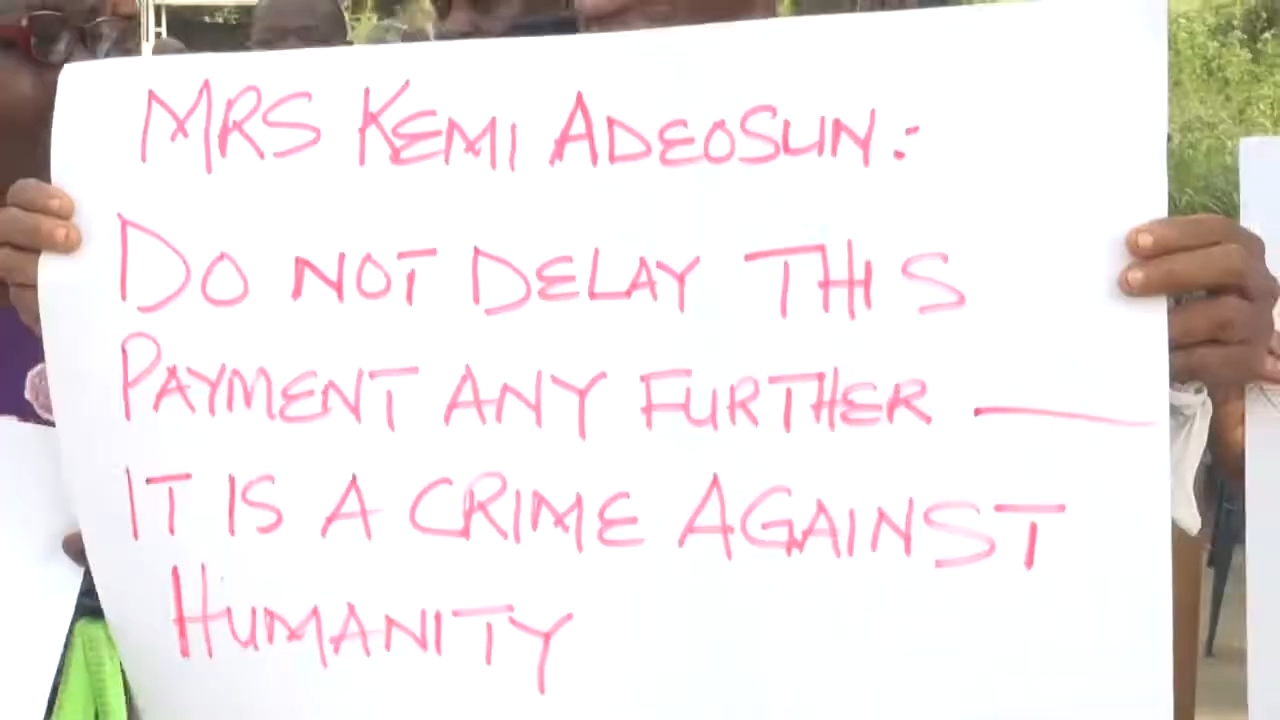 MRS KEMI ADEOSUN:
DO NOT DELAY THIS
PAYMENT ANY FURTHER —
IT IS A CRIME AGAINST
HUMANITY